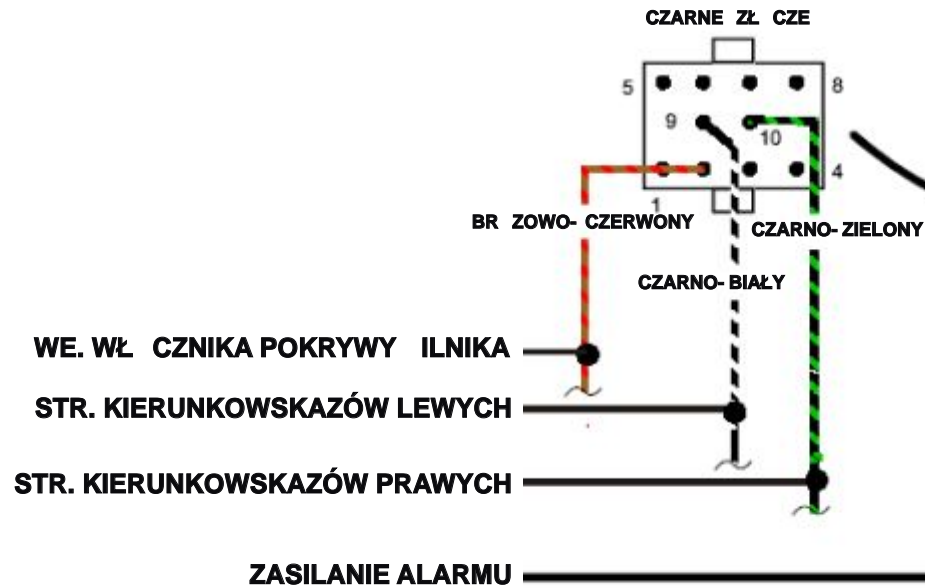 CZARNE ZŁ CZE
5
8
9
10
4
1
BR ZOWO- CZERWONY
CZARNO- ZIELONY
CZARNO- BIAŁY
WE. WŁ CZNIKA POKRYWY ILNIKA
STR. KIERUNKOWSKAZÓW LEWYCH
STR. KIERUNKOWSKAZÓW PRAWYCH
ZASILANIE ALARMU